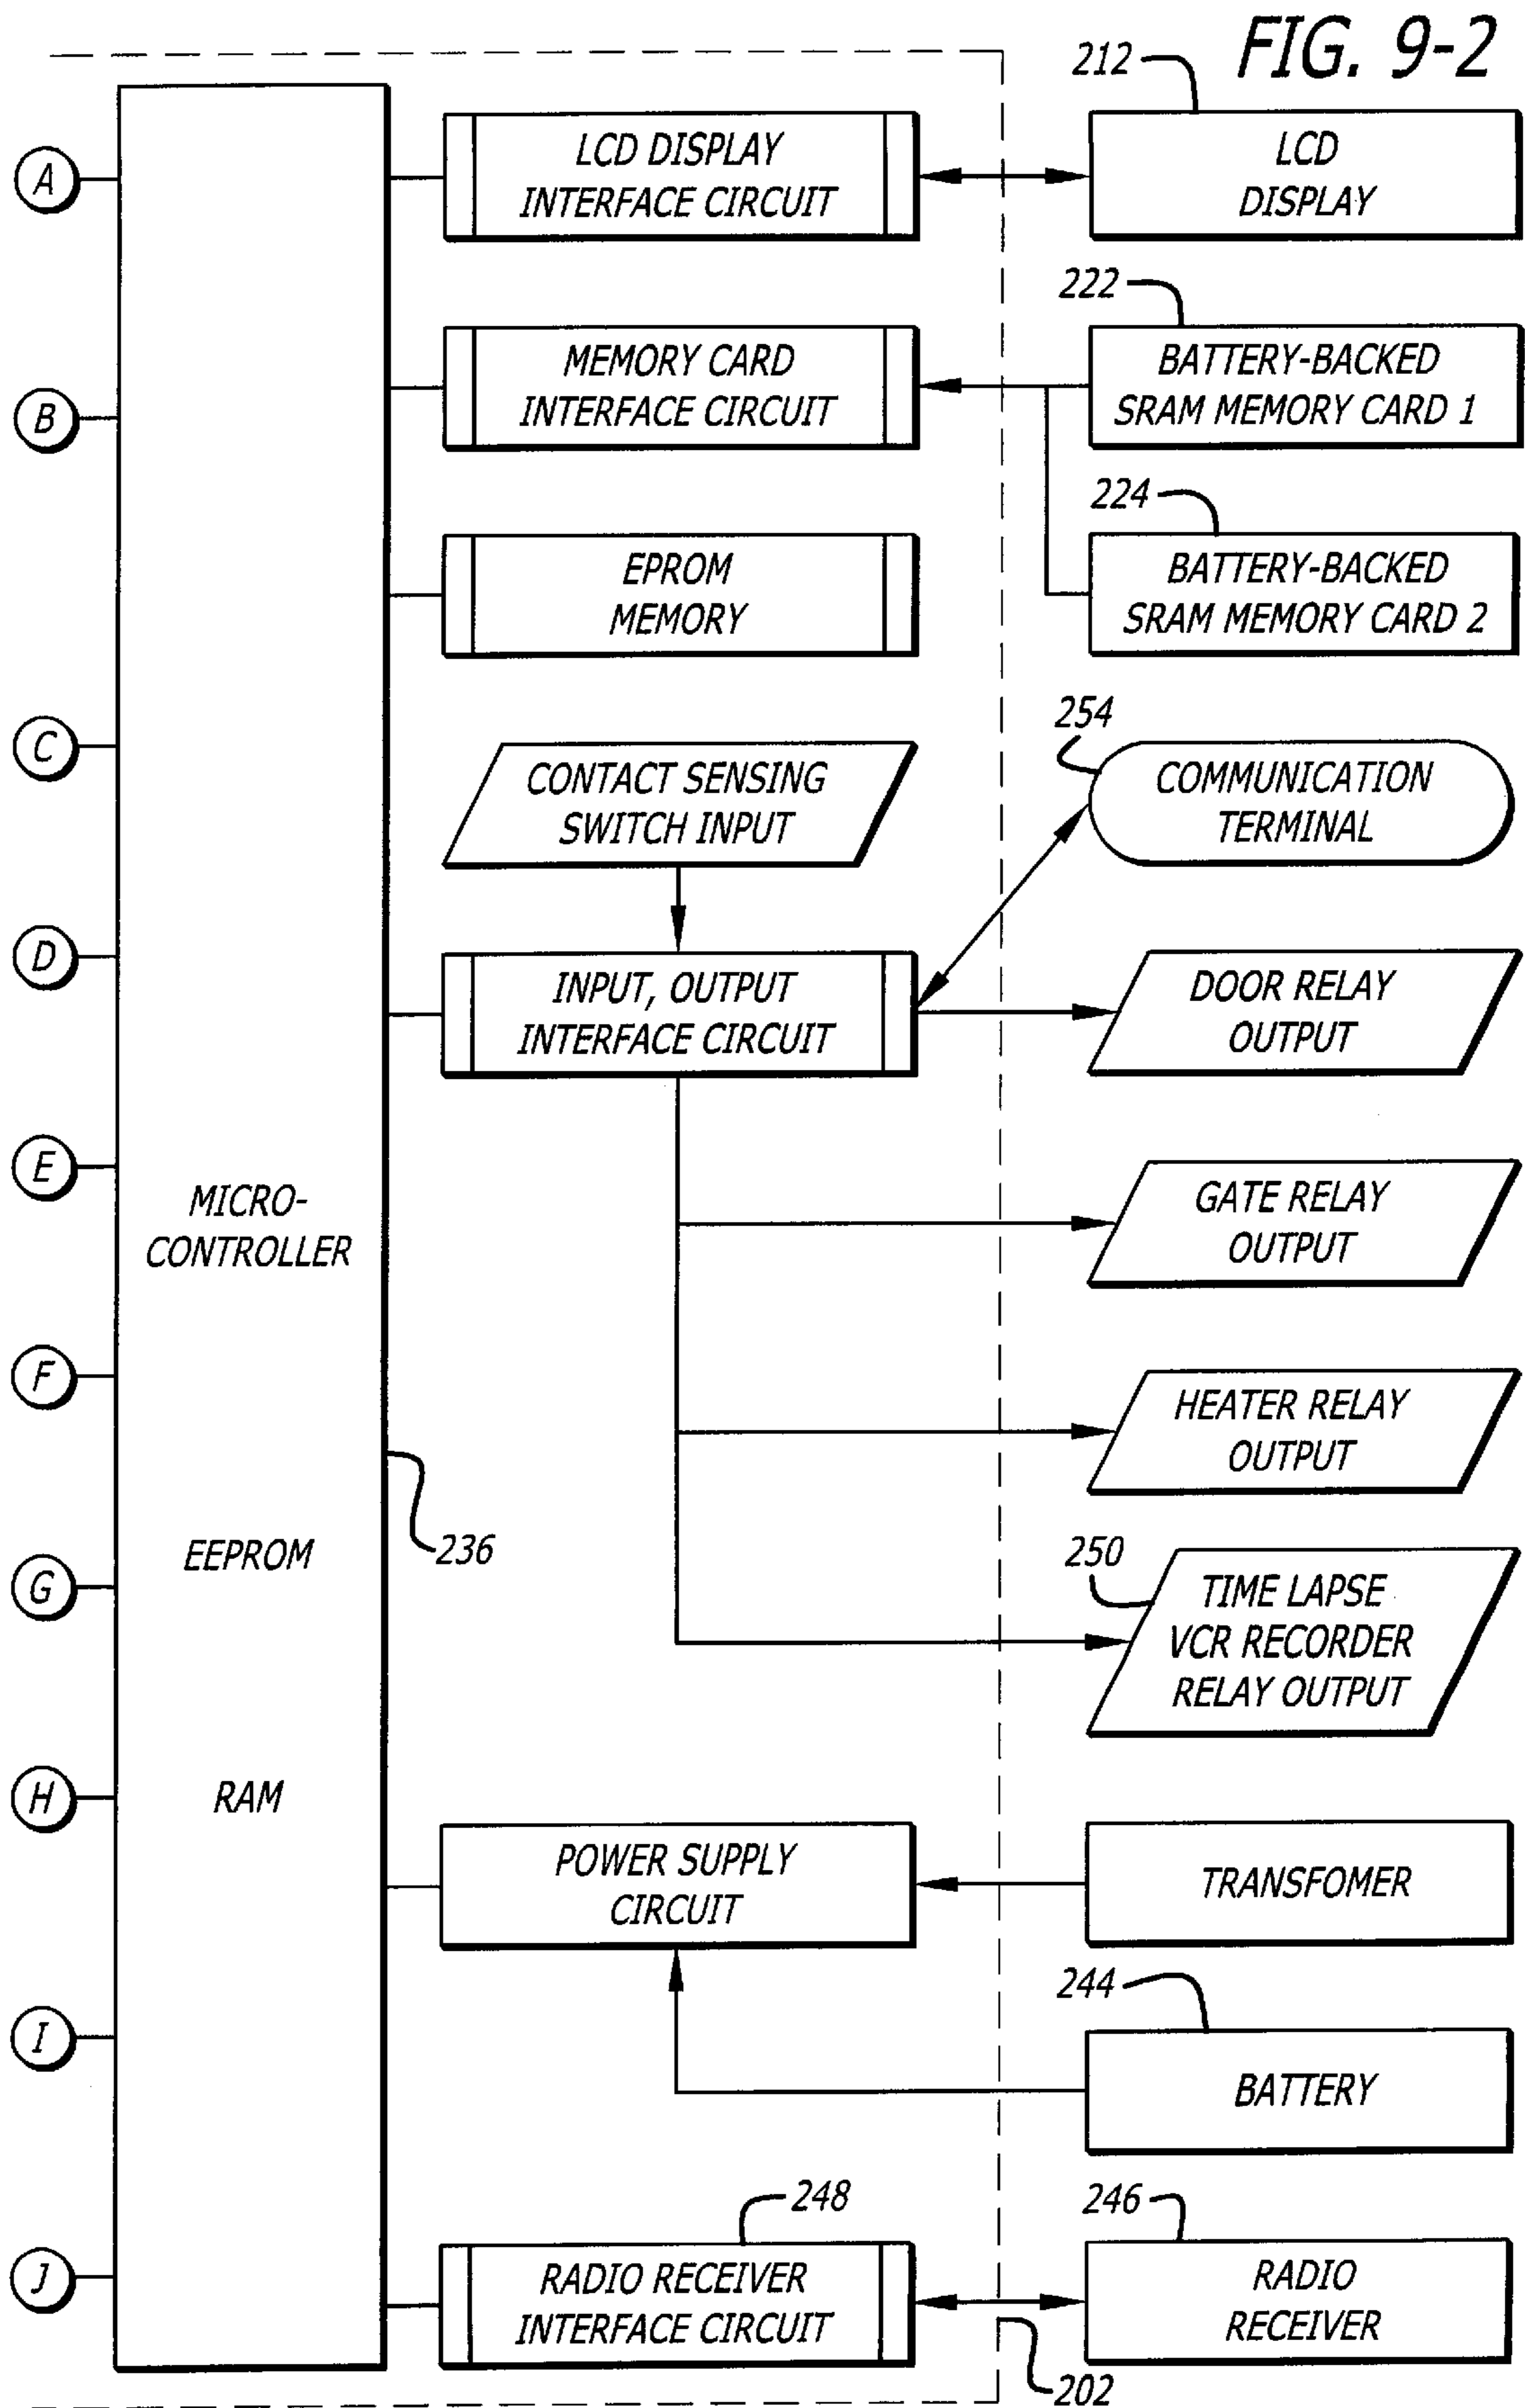 FIG. 9-2
212
A
LCD DISPLAY
INTERFACE CIRCUIT
LCD
DISPLAY
222
B
MEMORY CARD
INTERFACE CIRCUIT
BATTERY-BACKED
SRAM MEMORY CARD 1
224
EPROM
MEMORY
BATTERY-BACKED
SRAM MEMORY CARD 2
254
C
CONTACT SENSING
SWITCH INPUT
COMMUNICATION
TERMINAL
D
INPUT, OUTPUT
INTERFACE CIRCUIT
DOOR RELAY
OUTPUT
E
MICRO-
CONTROLLER
GATE RELAY
OUTPUT
F
HEATER RELAY
OUTPUT
236
EEPROM
250
G
TIME LAPSE
VCR RECORDER
RELAY OUTPUT
H
RAM
POWER SUPPLY
CIRCUIT
TRANSFOMER
244
I
BATTERY
248
246
J
RADIO RECEIVER
INTERFACE CIRCUIT
RADIO
RECEIVER
202